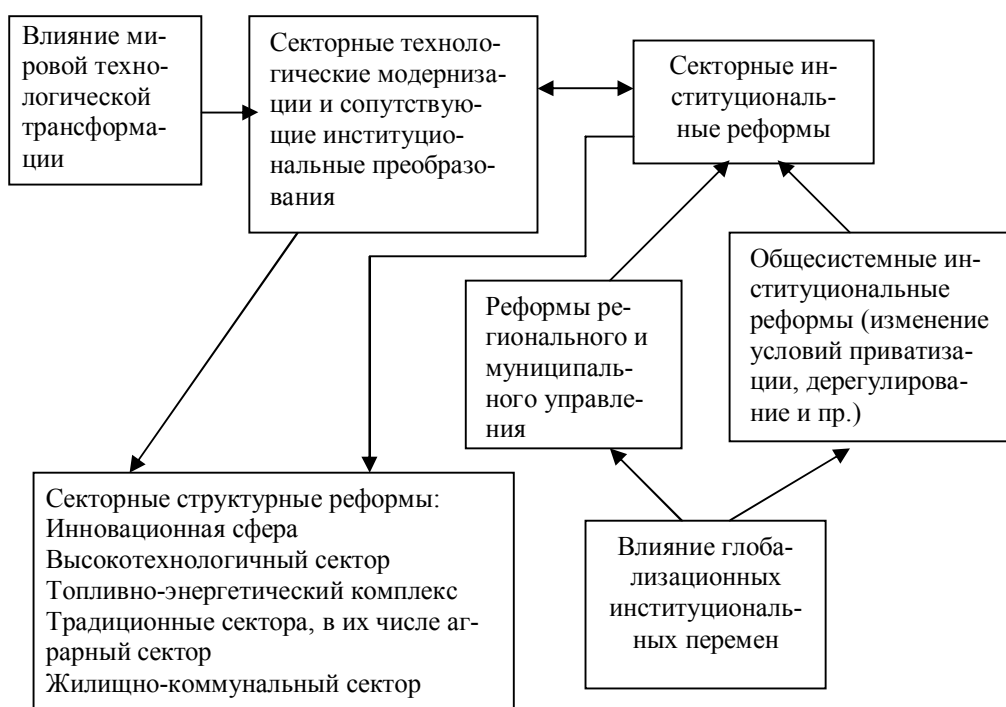 Влияние ми-
ровой техно-
логической
трансформа-
ции
Секторные техноло-
гические модерниза-
ции и сопутствую-
щие институцио-
нальные преобразо-
вания
Секторные ин-
ституциональ-
ные реформы
Реформы ре-
гионального и
муниципаль-
ного управле-
ния
Общесистемные ин-
ституциональные
реформы (изменение
условий приватиза-
ции, дерегулирова-
ние и пр.)
Секторные структурные реформы:
Инновационная сфера
Высокотехнологичный сектор
Топливно-энергетический комплекс
Традиционные сектора, в их числе аг-
рарный сектор
Жилищно-коммунальный сектор
Влияние глоба-
лизационных
институциональ-
ных перемен